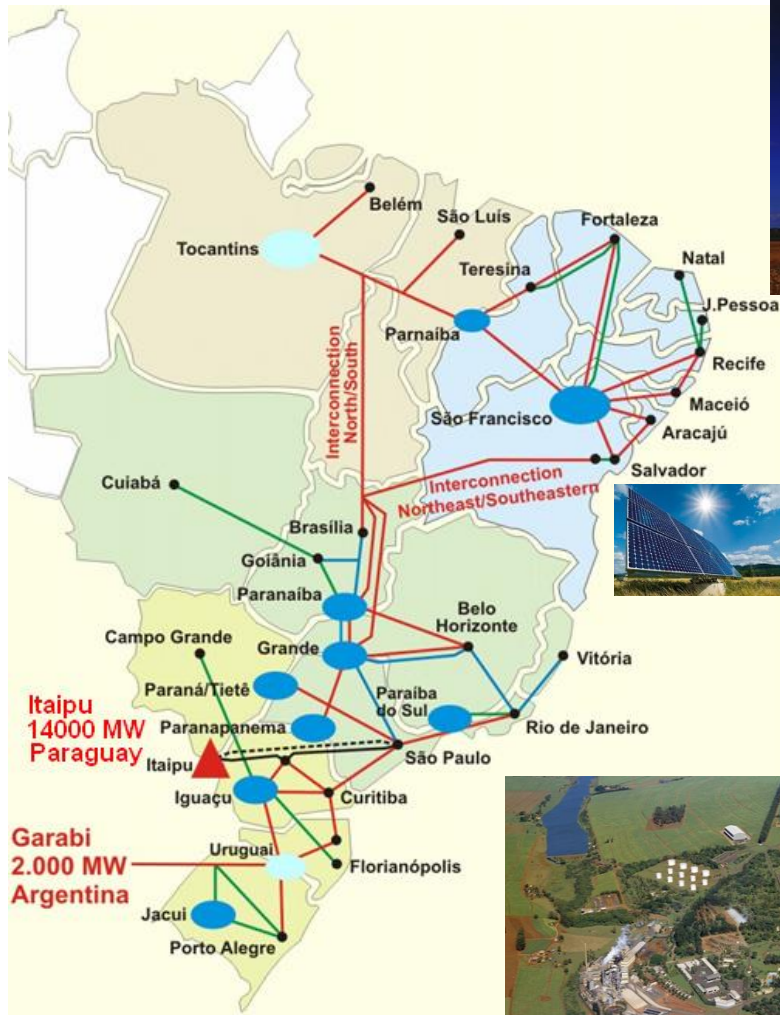 Belém
São Luís
Fortaleza
Tocantins
Teresina
Natal
J.Pessoa
Parnaíba
Recife
Interconnection
North/South
São Francisco
Maceió
Aracajú
Salvador
Interconnection
Northeast/Southeastern
Cuiabá
Brasília
Goiânia
Paranaíba
Belo
Horizonte
Campo Grande
Grande
Vitória
Paraná/Tietê
Paraíba
do Sul
Itaipu
14000 MW
Paraguay
Paranapanema
Rio de Janeiro
Itaipu
São Paulo
Iguaçu
Curitiba
Garabi
2.000 MW
Argentina
Uruguai
Florianópolis
Jacui
Porto Alegre